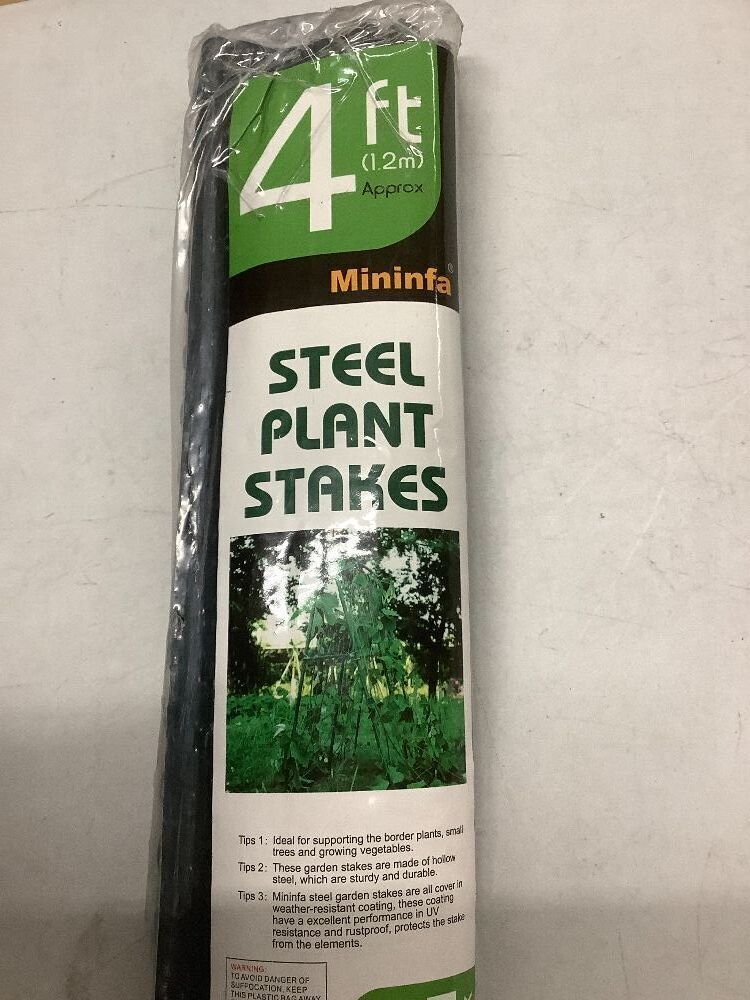 4 ft
(1.2m)
Approx
Mininfa®
STEEL
PLANT
STAKES
Tips 1: Ideal for supporting the border plants, small
trees and growing vegetables.
Tips 2: These garden stakes are made of hollow
steel, which are sturdy and durable.
Tips 3: Mininfa steel garden stakes are all cover in
weather-resistant coating, these coating
have a excellent performance in UV
resistance and rustproof, protects the stake
from the elements.
WARNING:
TO AVOID DANGER OF
SUFFOCATION, KEEP
THIS PLASTIC BAG AWAY